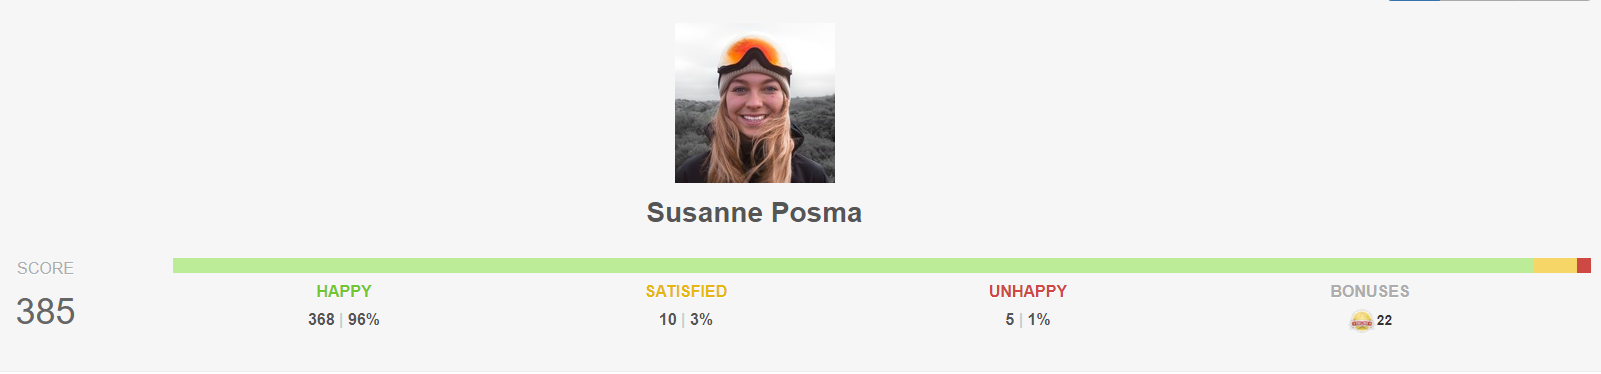 Susanne Posma
SCORE
385
HAPPY
368 | 96%
SATISFIED
10 | 3%
UNHAPPY
5 | 1%
BONUSES
22